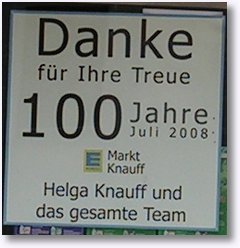 Danke
für Ihre Treue
100 Jahre
Juli 2008
E Markt
Knauff
Helga Knauff und
das gesamte Team